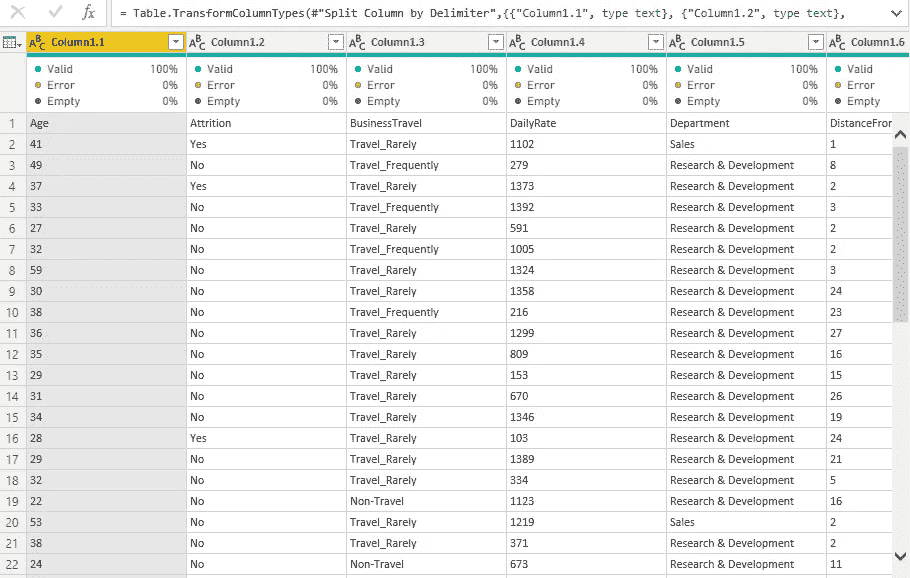 fx = Table.TransformColumnTypes(#"Split Column by Delimiter",{{"Column1.1", type text}, {"Column1.2", type text},
ABC Column1.1 ABC Column1.2 ABC Column1.3 ABC Column1.4 ABC Column1.5 ABC Column1.6
Valid 100% Valid 100% Valid 100% Valid 100% Valid 100% Valid
Error 0% Error 0% Error 0% Error 0% Error 0% Error
Empty 0% Empty 0% Empty 0% Empty 0% Empty 0% Empty
1 Age Attrition BusinessTravel DailyRate Department DistanceFror
2 41 Yes Travel_Rarely 1102 Sales 1
3 49 No Travel_Frequently 279 Research & Development 8
4 37 Yes Travel_Rarely 1373 Research & Development 2
5 33 No Travel_Frequently 1392 Research & Development 3
6 27 No Travel_Rarely 591 Research & Development 2
7 32 No Travel_Frequently 1005 Research & Development 2
8 59 No Travel_Rarely 1324 Research & Development 3
9 30 No Travel_Rarely 1358 Research & Development 24
10 38 No Travel_Frequently 216 Research & Development 23
11 36 No Travel_Rarely 1299 Research & Development 27
12 35 No Travel_Rarely 809 Research & Development 16
13 29 No Travel_Rarely 153 Research & Development 15
14 31 No Travel_Rarely 670 Research & Development 26
15 34 No Travel_Rarely 1346 Research & Development 19
16 28 Yes Travel_Rarely 103 Research & Development 24
17 29 No Travel_Rarely 1389 Research & Development 21
18 32 No Travel_Rarely 334 Research & Development 5
19 22 No Non-Travel 1123 Research & Development 16
20 53 No Travel_Rarely 1219 Sales 2
21 38 No Travel_Rarely 371 Research & Development 2
22 24 No Non-Travel 673 Research & Development 11